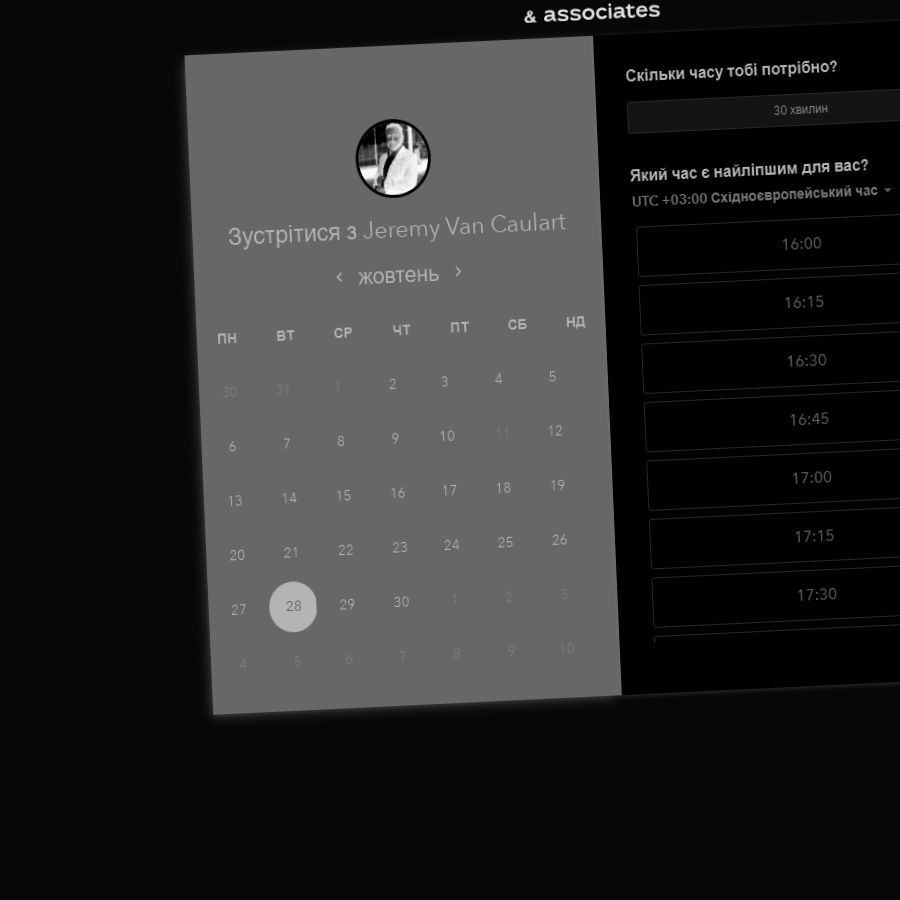 & associates
Зустрітися з Jeremy Van Caulart
‹ жовтень ›
ПН ВТ СР ЧТ ПТ СБ НД
30 31 1 2 3 4 5
6 7 8 9 10 11 12
13 14 15 16 17 18 19
20 21 22 23 24 25 26
27 28 29 30 1 2 3
4 5 6 7 8 9 10
Скільки часу тобі потрібно?
30 хвилин
Який час є найліпшим для вас?
UTC +03:00 Східноєвропейський час
16:00
16:15
16:30
16:45
17:00
17:15
17:30